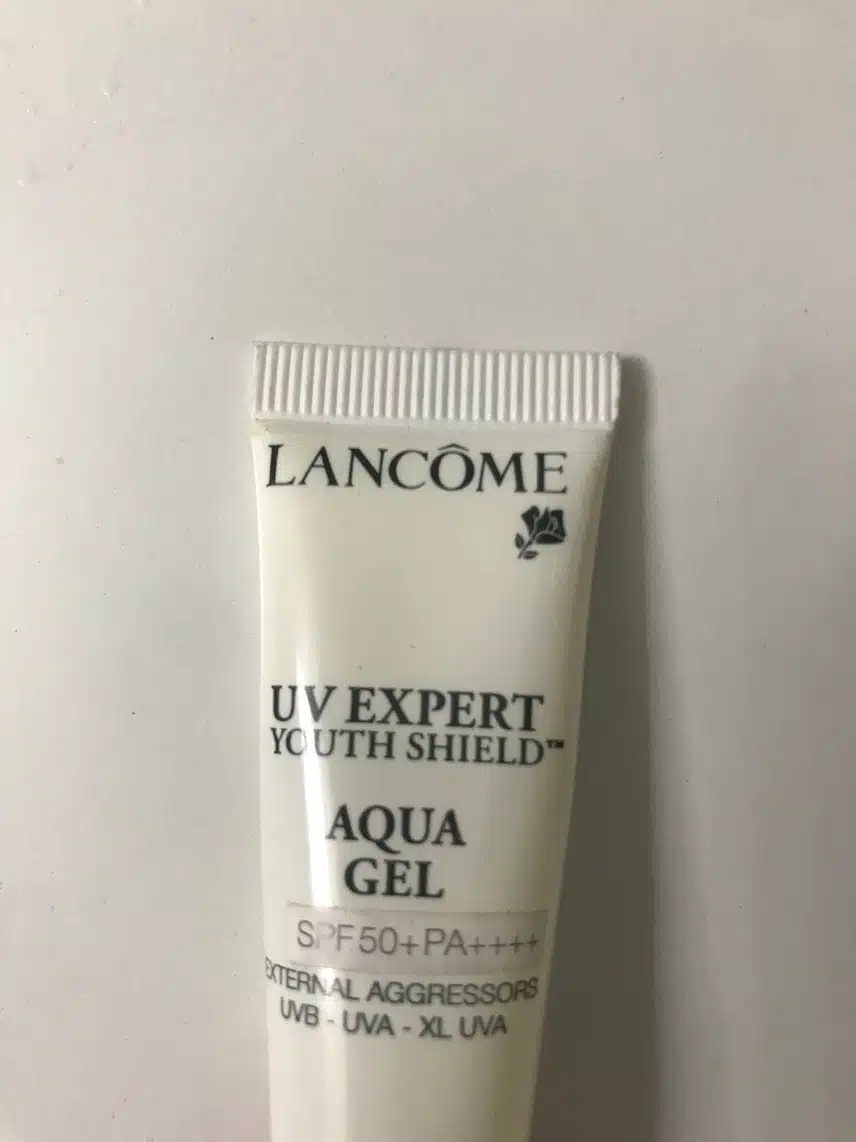 LANCÔME
UV EXPERT
YOUTH SHIELD™
AQUA
GEL
SPF50+PA++++
EXTERNAL AGGRESSORS
UVB - UVA - XL UVA